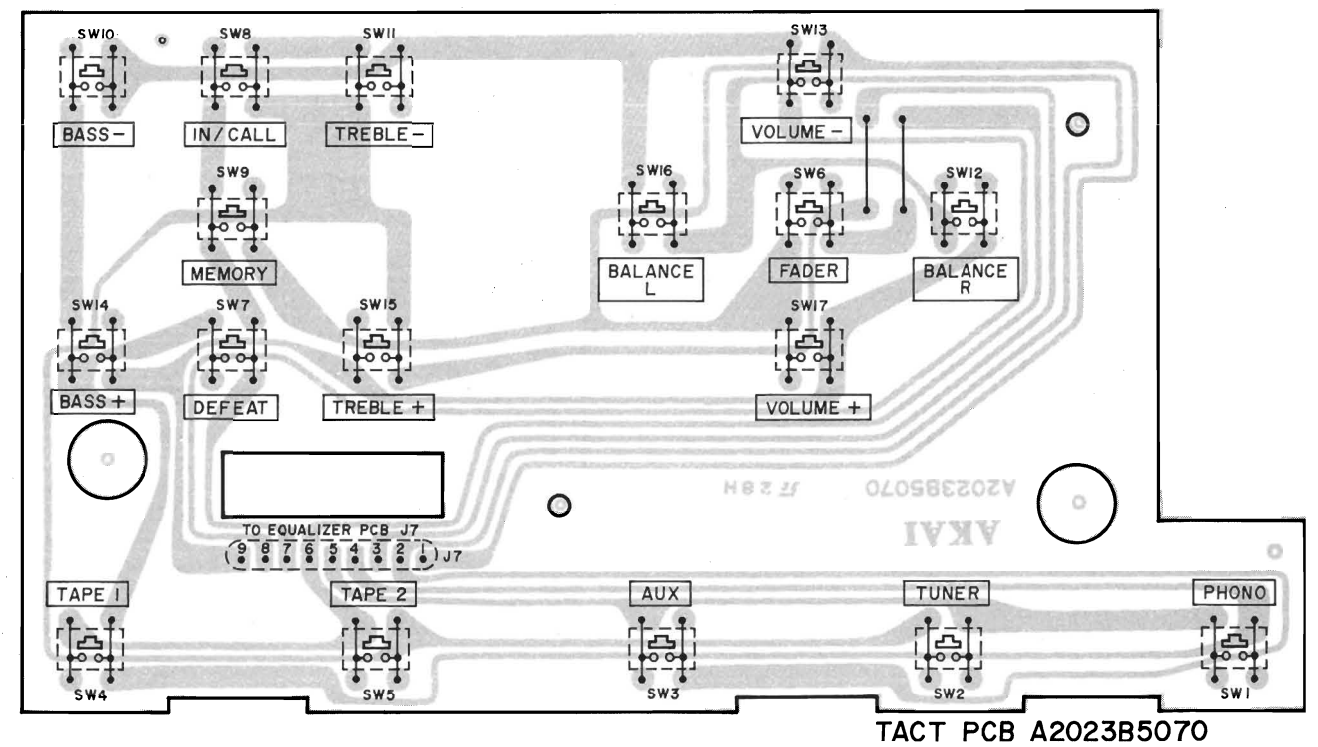 SW10 SW8 SW11 SW13
BASS- IN/CALL TREBLE- VOLUME-
SW9 SW16 SW6 SW12
MEMORY BALANCE L FADER BALANCE R
SW14 SW7 SW15 SW17
BASS+ DEFEAT TREBLE+ VOLUME+
A2023B5070
AKAI
TO EQUALIZER PCB J7
9 8 7 6 5 4 3 2 1 J7
TAPE 1 TAPE 2 AUX TUNER PHONO
SW4 SW5 SW3 SW2 SW1
TACT PCB A2023B5070